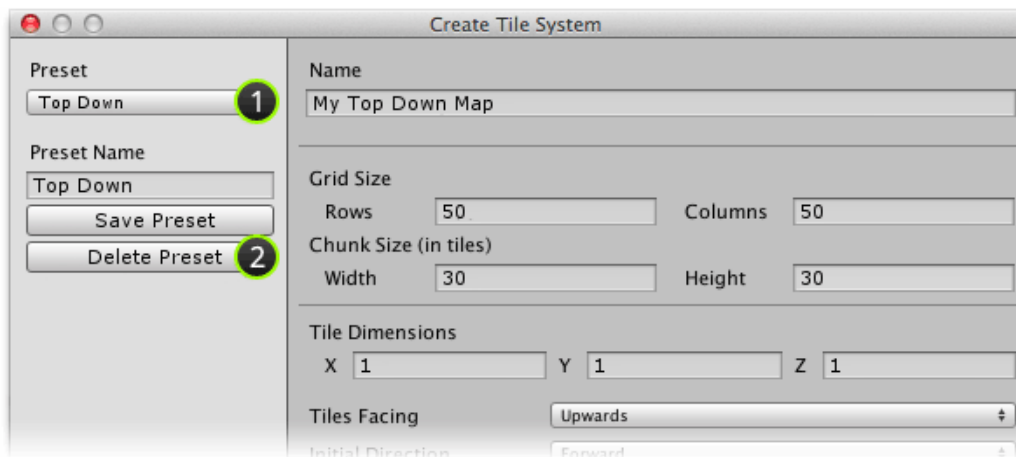 Create Tile System
Preset
Top Down 1
Preset Name
Top Down
Save Preset
Delete Preset 2
Name
My Top Down Map
Grid Size
Rows 50 Columns 50
Chunk Size (in tiles)
Width 30 Height 30
Tile Dimensions
X 1 Y 1 Z 1
Tiles Facing Upwards
Initial Direction Forward